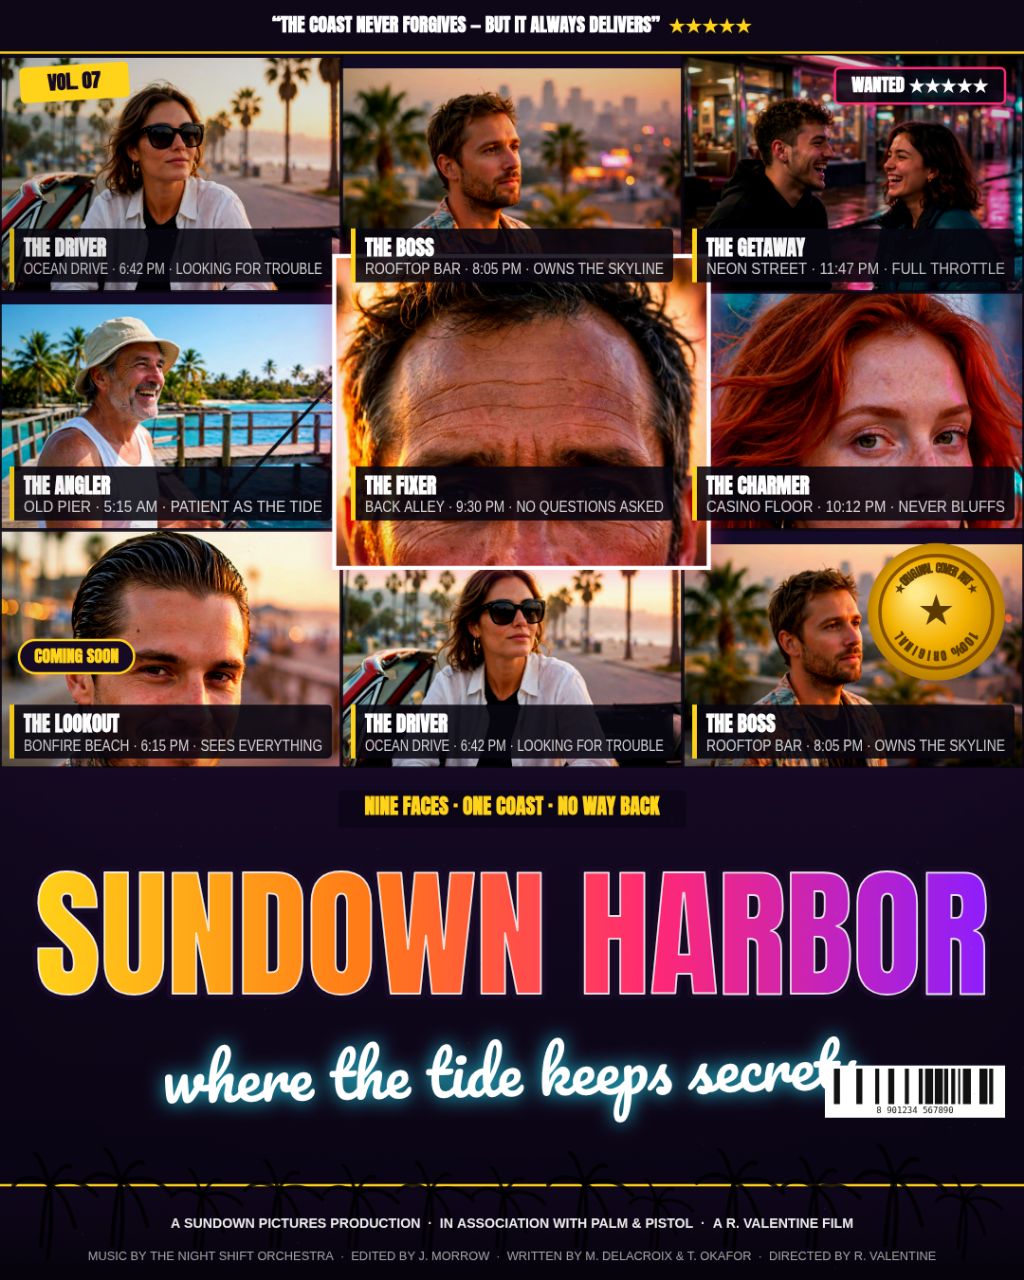 “THE COAST NEVER FORGIVES – BUT IT ALWAYS DELIVERS” ★★★★★
VOL. 07
WANTED ★★★★★
THE DRIVER
OCEAN DRIVE · 6:42 PM · LOOKING FOR TROUBLE
THE BOSS
ROOFTOP BAR · 8:05 PM · OWNS THE SKYLINE
THE GETAWAY
NEON STREET · 11:47 PM · FULL THROTTLE
THE ANGLER
OLD PIER · 5:15 AM · PATIENT AS THE TIDE
THE FIXER
BACK ALLEY · 9:30 PM · NO QUESTIONS ASKED
THE CHARMER
CASINO FLOOR · 10:12 PM · NEVER BLUFFS
COMING SOON
THE LOOKOUT
BONFIRE BEACH · 6:15 PM · SEES EVERYTHING
THE DRIVER
OCEAN DRIVE · 6:42 PM · LOOKING FOR TROUBLE
★ ORIGINAL COVER ART ★
100% ORIGINAL
THE BOSS
ROOFTOP BAR · 8:05 PM · OWNS THE SKYLINE
NINE FACES · ONE COAST · NO WAY BACK
SUNDOWN HARBOR
where the tide keeps secrets
8 901234 567890
A SUNDOWN PICTURES PRODUCTION · IN ASSOCIATION WITH PALM & PISTOL · A R. VALENTINE FILM
MUSIC BY THE NIGHT SHIFT ORCHESTRA · EDITED BY J. MORROW · WRITTEN BY M. DELACROIX & T. OKAFOR · DIRECTED BY R. VALENTINE